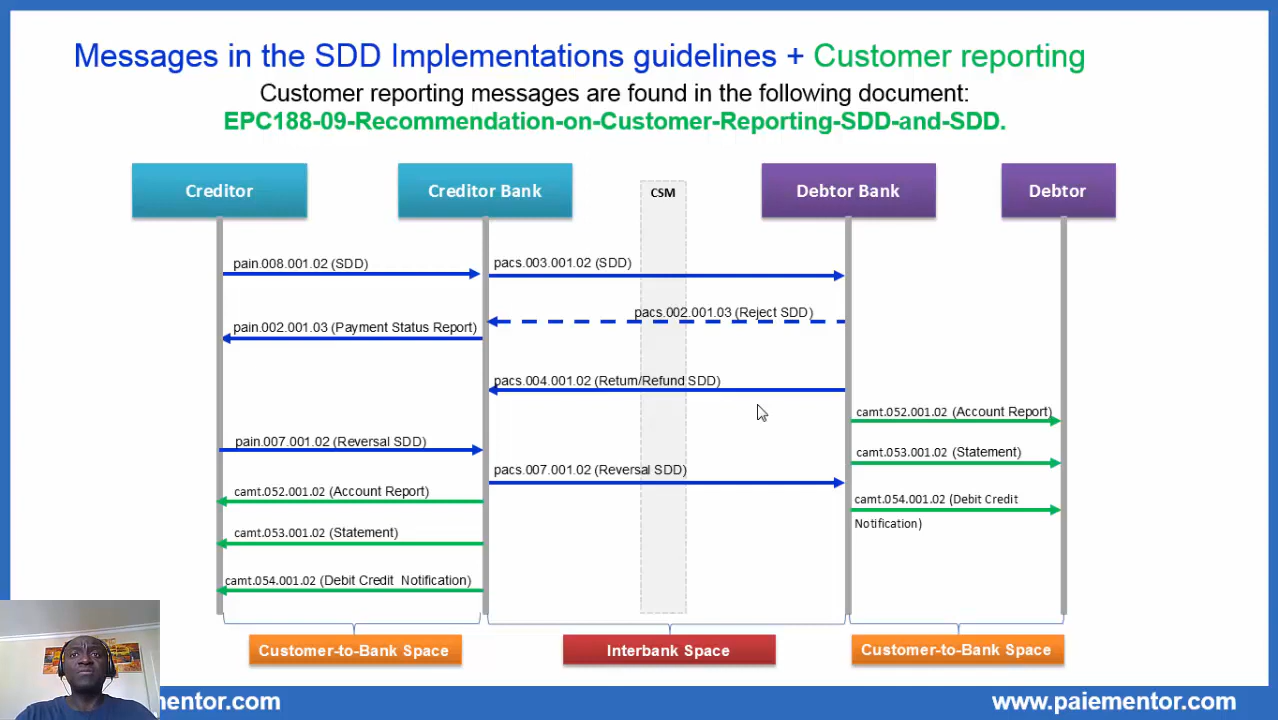 Messages in the SDD Implementations guidelines + Customer reporting
Customer reporting messages are found in the following document:
EPC188-09-Recommendation-on-Customer-Reporting-SDD-and-SDD.
Creditor
Creditor Bank
CSM
Debtor Bank
Debtor
pain.008.001.02 (SDD)
pacs.003.001.02 (SDD)
pacs.002.001.03 (Reject SDD)
pain.002.001.03 (Payment Status Report)
pacs.004.001.02 (Return/Refund SDD)
camt.052.001.02 (Account Report)
pain.007.001.02 (Reversal SDD)
camt.053.001.02 (Statement)
pacs.007.001.02 (Reversal SDD)
camt.052.001.02 (Account Report)
camt.054.001.02 (Debit Credit
Notification)
camt.053.001.02 (Statement)
camt.054.001.02 (Debit Credit Notification)
Customer-to-Bank Space
Interbank Space
Customer-to-Bank Space
mentor.com
www.paiementor.com